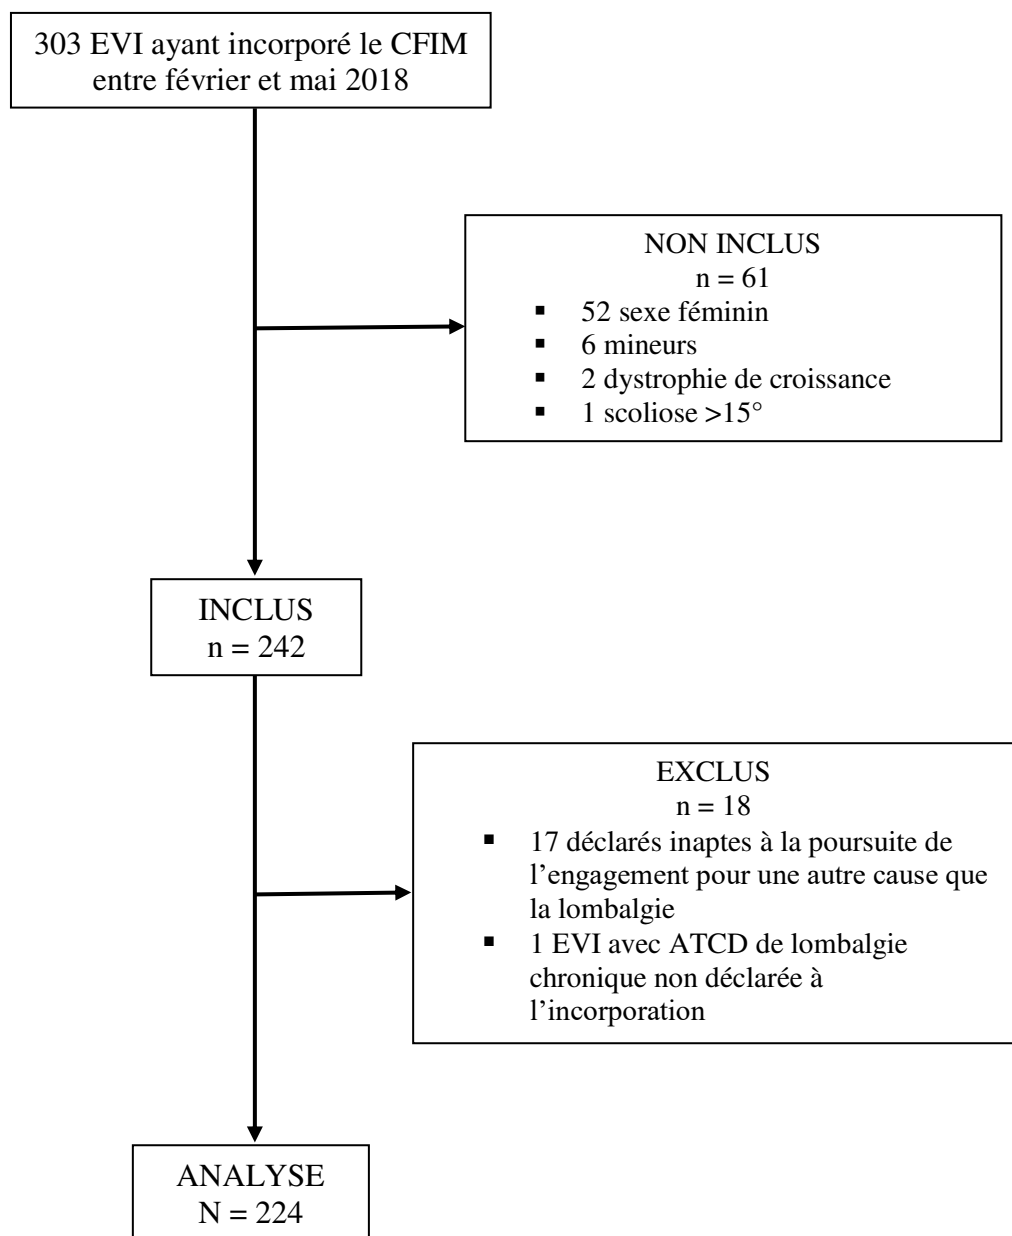 303 EVI ayant incorporé le CFIM
entre février et mai 2018
NON INCLUS
n = 61
▪ 52 sexe féminin
▪ 6 mineurs
▪ 2 dystrophie de croissance
▪ 1 scoliose >15°
INCLUS
n = 242
EXCLUS
n = 18
▪ 17 déclarés inaptes à la poursuite de
l’engagement pour une autre cause que
la lombalgie
▪ 1 EVI avec ATCD de lombalgie
chronique non déclarée à
l’incorporation
ANALYSE
N = 224